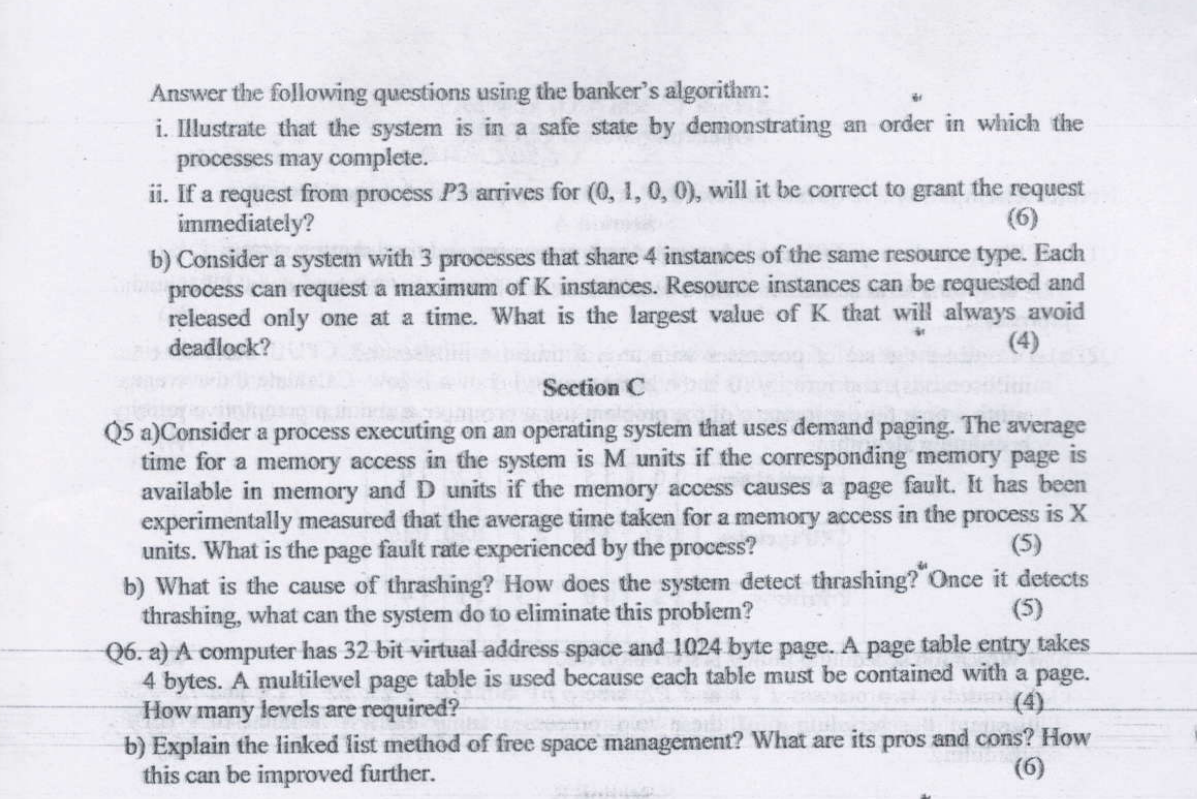 Answer the following questions using the banker's algorithm:
i. Illustrate that the system is in a safe state by demonstrating an order in which the
processes may complete.
ii. If a request from process P3 arrives for (0, 1, 0, 0), will it be correct to grant the request
immediately? (6)
b) Consider a system with 3 processes that share 4 instances of the same resource type. Each
process can request a maximum of K instances. Resource instances can be requested and
released only one at a time. What is the largest value of K that will always avoid
deadlock? (4)
Section C
Q5 a)Consider a process executing on an operating system that uses demand paging. The average
time for a memory access in the system is M units if the corresponding memory page is
available in memory and D units if the memory access causes a page fault. It has been
experimentally measured that the average time taken for a memory access in the process is X
units. What is the page fault rate experienced by the process? (5)
b) What is the cause of thrashing? How does the system detect thrashing? Once it detects
thrashing, what can the system do to eliminate this problem? (5)
Q6. a) A computer has 32 bit virtual address space and 1024 byte page. A page table entry takes
4 bytes. A multilevel page table is used because each table must be contained with a page.
How many levels are required? (4)
b) Explain the linked list method of free space management? What are its pros and cons? How
this can be improved further. (6)